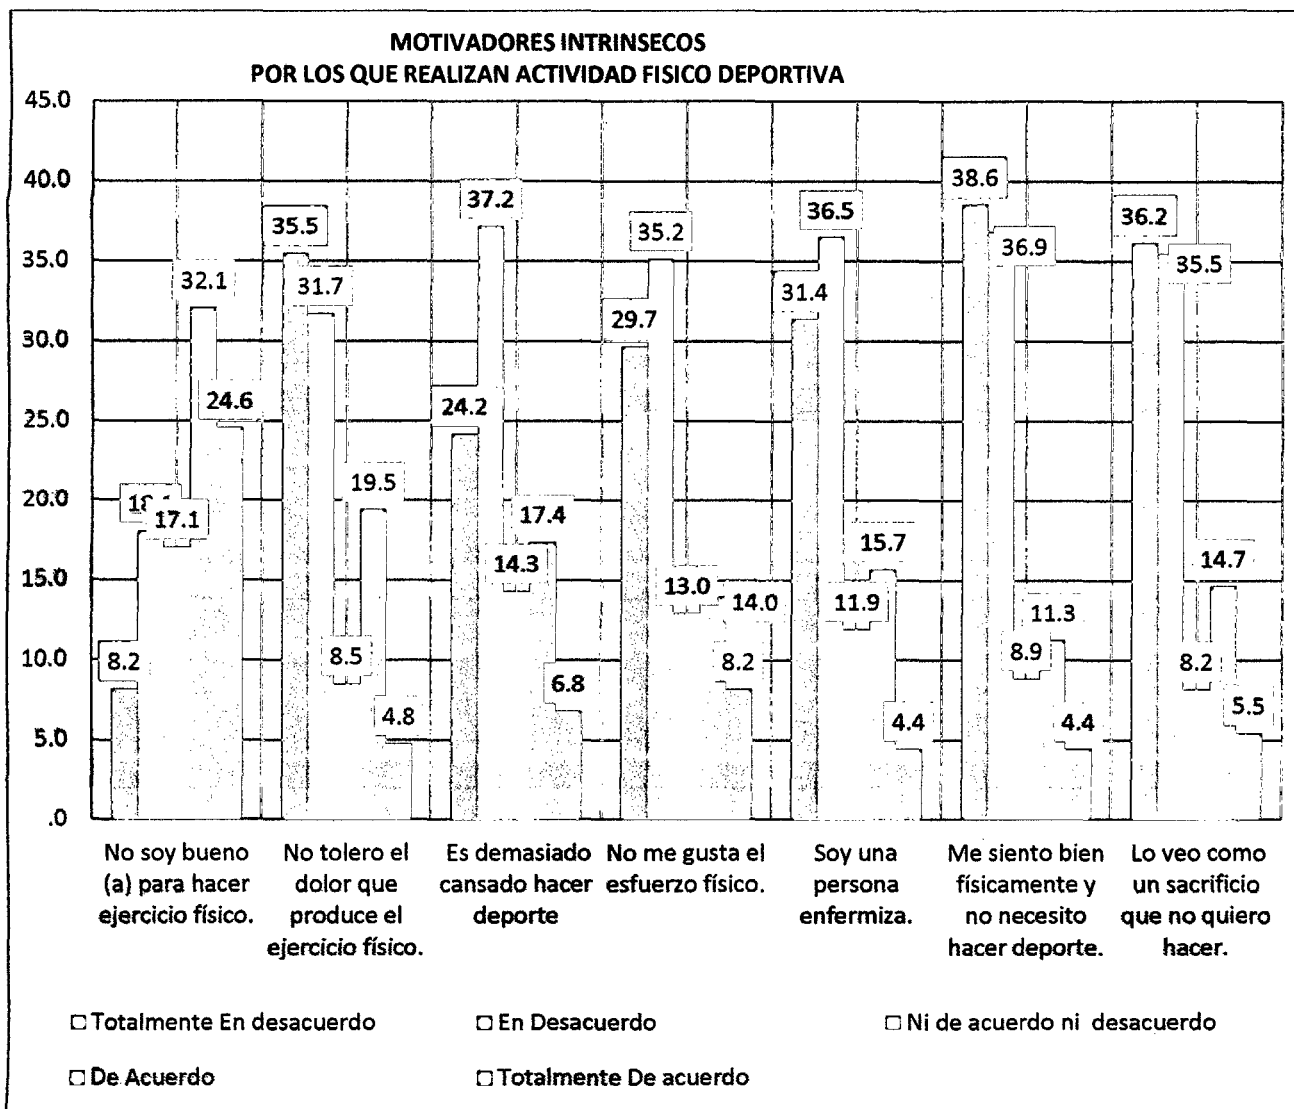 MOTIVADORES INTRINSECOS
POR LOS QUE REALIZAN ACTIVIDAD FISICO DEPORTIVA
45.0
40.0
35.0
30.0
25.0
20.0
15.0
10.0
5.0
.0
8.2
17.1
32.1
24.6
35.5
31.7
8.5
19.5
4.8
24.2
37.2
14.3
17.4
6.8
29.7
35.2
13.0
14.0
8.2
31.4
36.5
11.9
15.7
4.4
38.6
36.9
8.9
11.3
4.4
36.2
35.5
8.2
14.7
5.5
No soy bueno
(a) para hacer
ejercicio físico.
No tolero el
dolor que
produce el
ejercicio físico.
Es demasiado
cansado hacer
deporte
No me gusta el
esfuerzo físico.
Soy una
persona
enfermiza.
Me siento bien
físicamente y
no necesito
hacer deporte.
Lo veo como
un sacrificio
que no quiero
hacer.
Totalmente En desacuerdo
En Desacuerdo
Ni de acuerdo ni desacuerdo
De Acuerdo
Totalmente De acuerdo